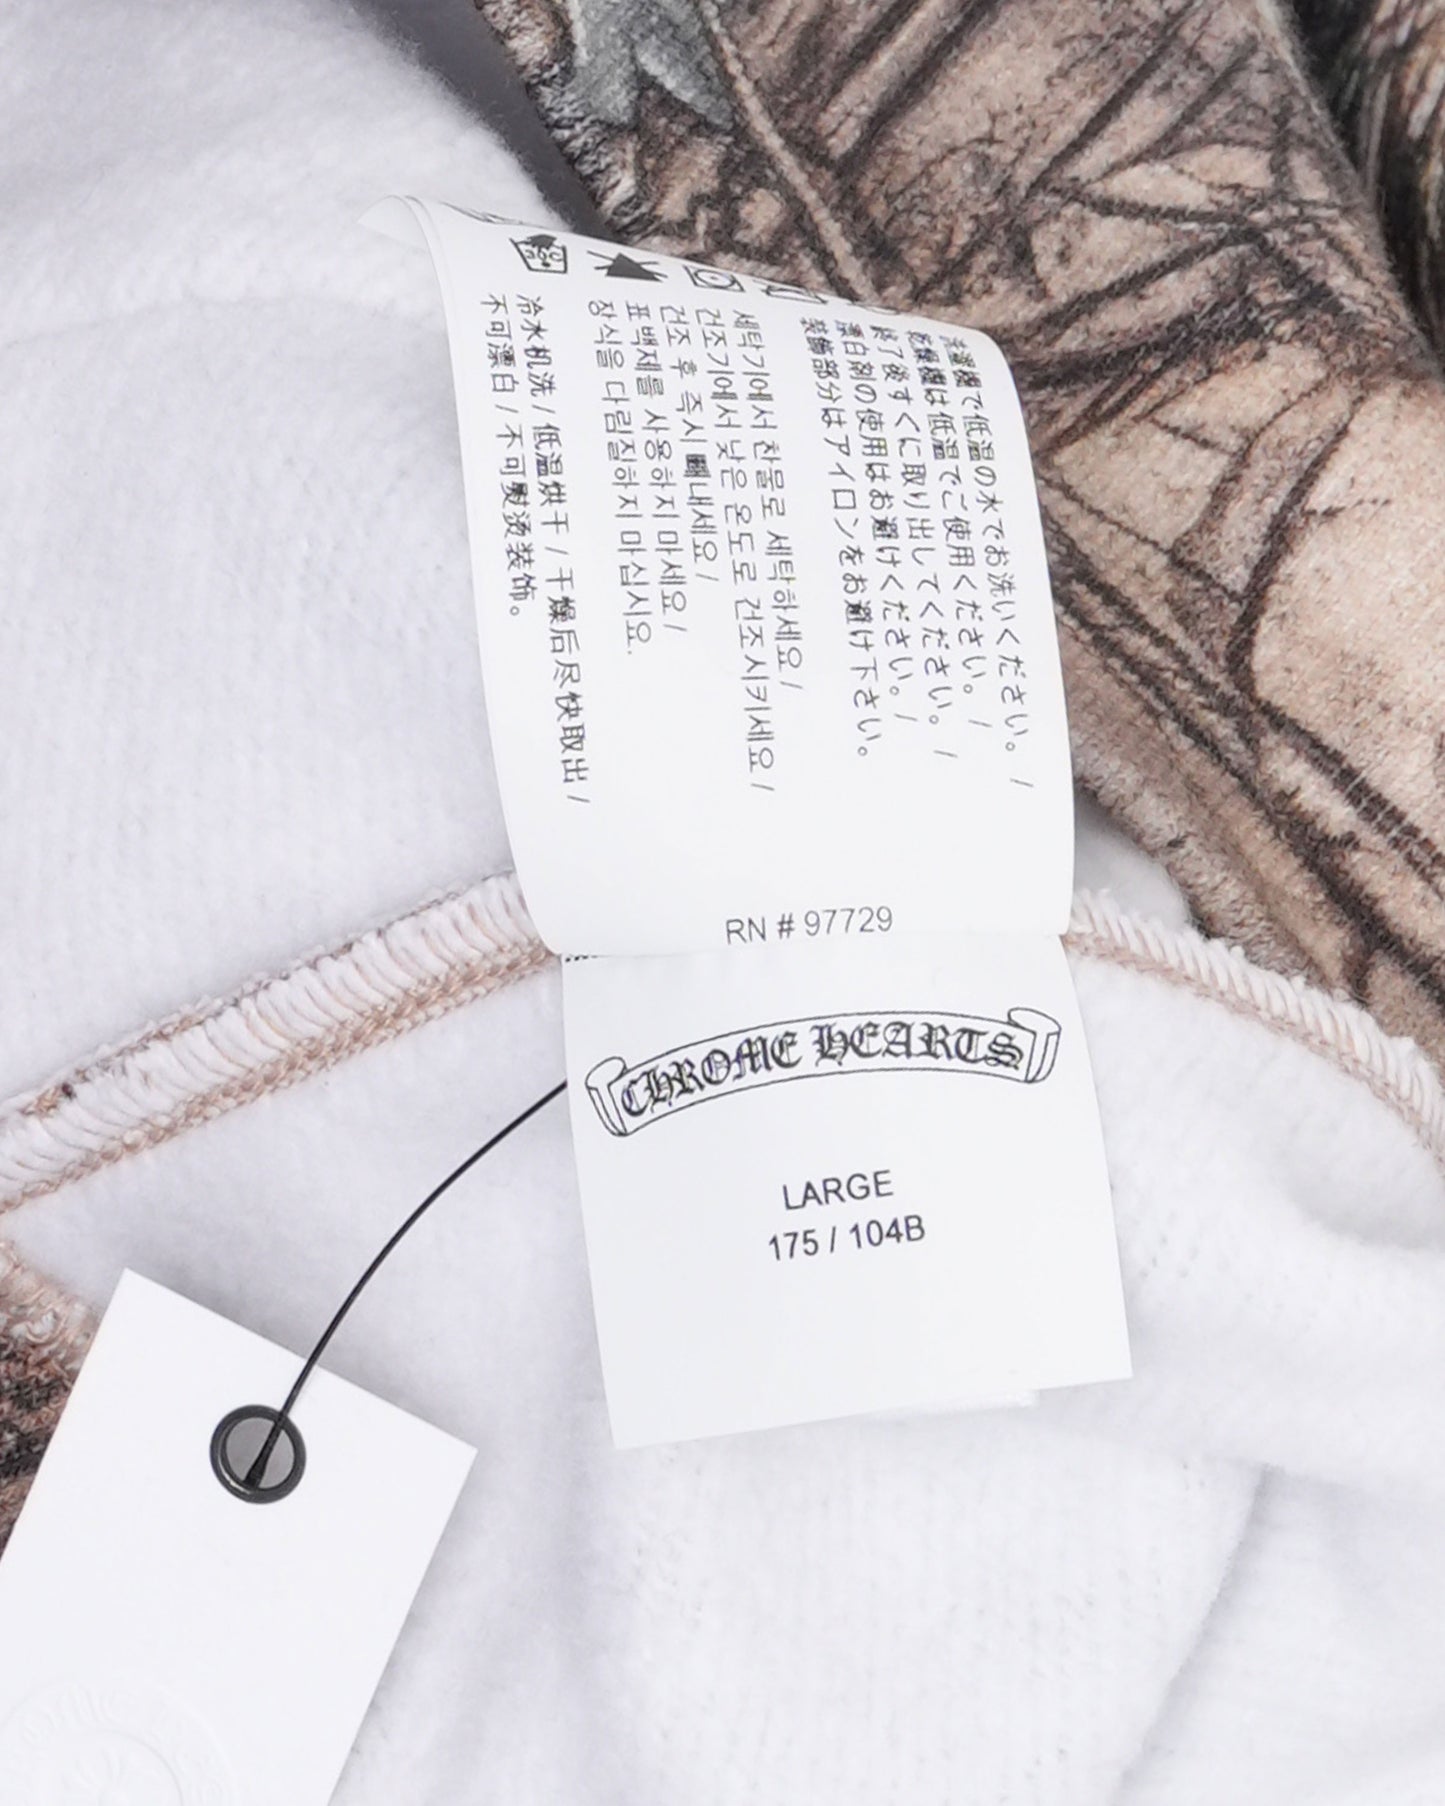 洗濯機で低温の水でお洗いください。 /
乾燥機は低温でご使用ください。 /
終了後すぐに取り出してください。 /
漂白剤の使用はお避けください。 /
装飾部分はアイロンをお避け下さい。
세탁기에서 찬물로 세탁하세요 /
건조기에서 낮은 온도로 건조시키세요 /
건조 후 즉시 빼내세요 /
표백제를 사용하지 마세요 /
장식을 다림질하지 마십시요.
冷水机洗 / 低温烘干 / 干燥后尽快取出 /
不可漂白 / 不可熨烫装饰。
RN # 97729
CHROME HEARTS
LARGE
175 / 104B